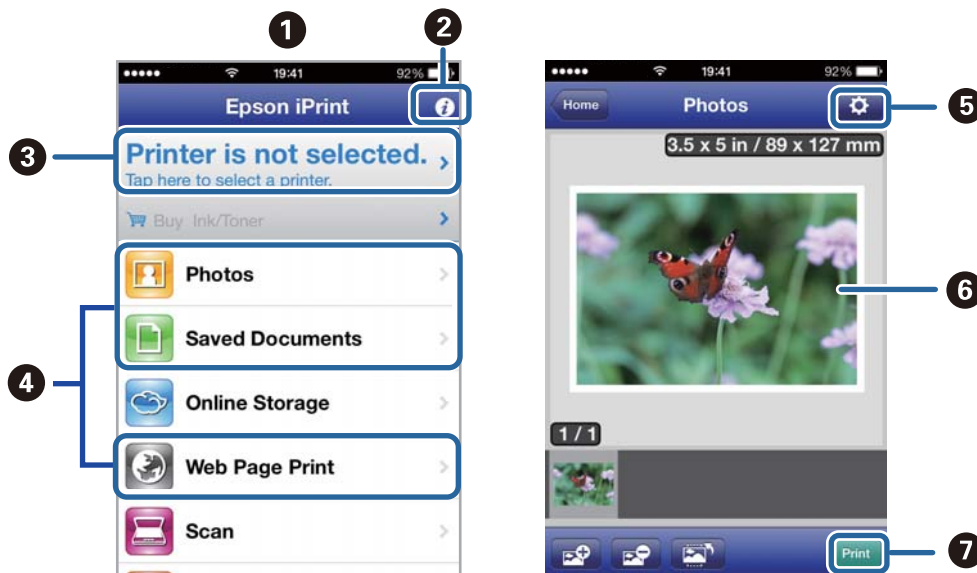 1
2
19:41
92%
Epson iPrint
3
Printer is not selected.
Tap here to select a printer.
Buy Ink/Toner
Photos
Saved Documents
4
Online Storage
Web Page Print
Scan
19:41
92%
Home
Photos
5
3.5 x 5 in / 89 x 127 mm
6
1 / 1
Print
7